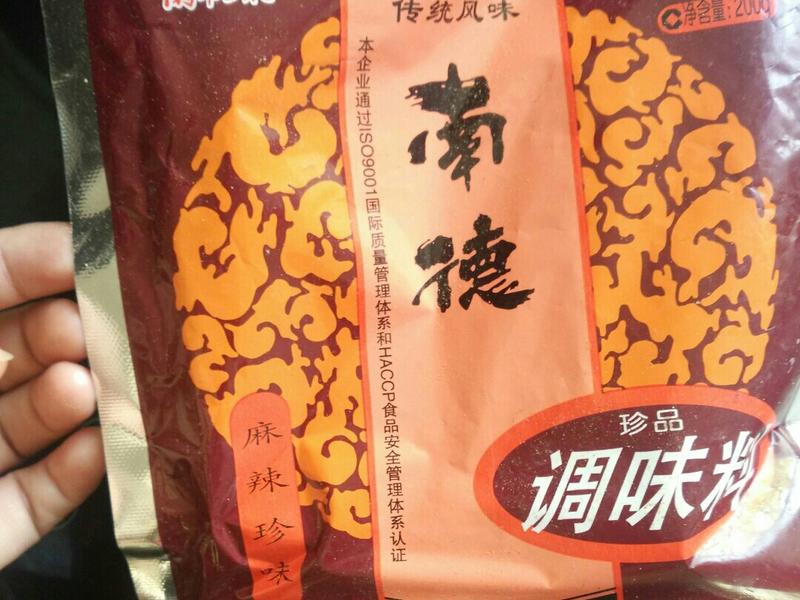 传统风味
净含量:200g
本企业通过ISO9001国际质量管理体系和HACCP食品安全管理体系认证
南德
麻辣珍味
珍品
调味料